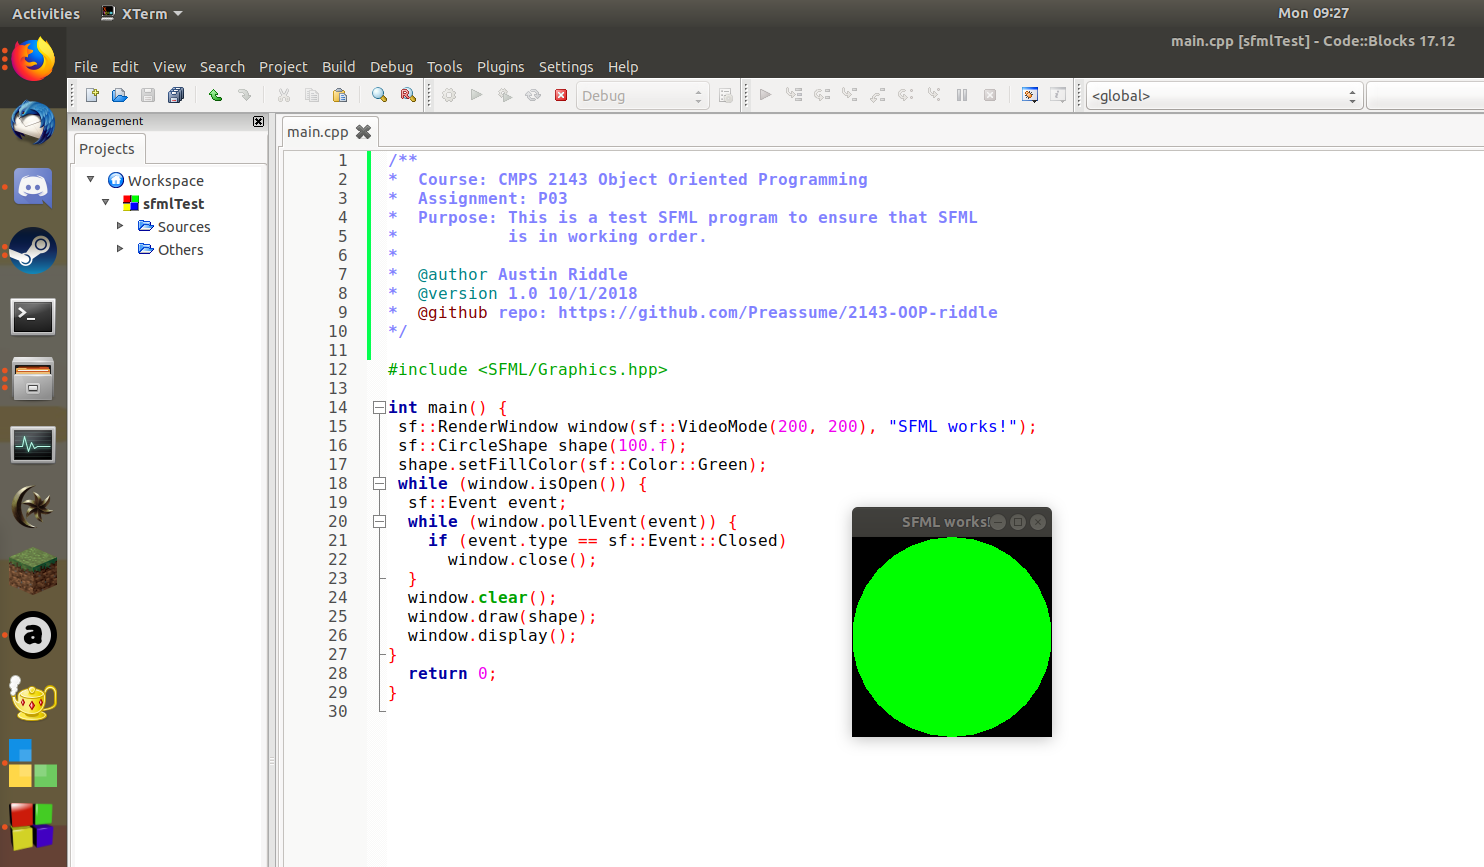 Activities XTerm Mon 09:27
main.cpp [sfmlTest] - Code::Blocks 17.12
File Edit View Search Project Build Debug Tools Plugins Settings Help
Debug <global>
Management
Projects
main.cpp
Workspace
sfmlTest
Sources
Others
1 /**
2 *  Course: CMPS 2143 Object Oriented Programming
3 *  Assignment: P03
4 *  Purpose: This is a test SFML program to ensure that SFML
5 *           is in working order.
6 *
7 *  @author Austin Riddle
8 *  @version 1.0 10/1/2018
9 *  @github repo: https://github.com/Preassume/2143-OOP-riddle
10 */
11
12 #include <SFML/Graphics.hpp>
13
14 int main() {
15  sf::RenderWindow window(sf::VideoMode(200, 200), "SFML works!");
16  sf::CircleShape shape(100.f);
17  shape.setFillColor(sf::Color::Green);
18  while (window.isOpen()) {
19   sf::Event event;
20   while (window.pollEvent(event)) {
21     if (event.type == sf::Event::Closed)
22       window.close();
23   }
24   window.clear();
25   window.draw(shape);
26   window.display();
27 }
28   return 0;
29 }
30
SFML works!